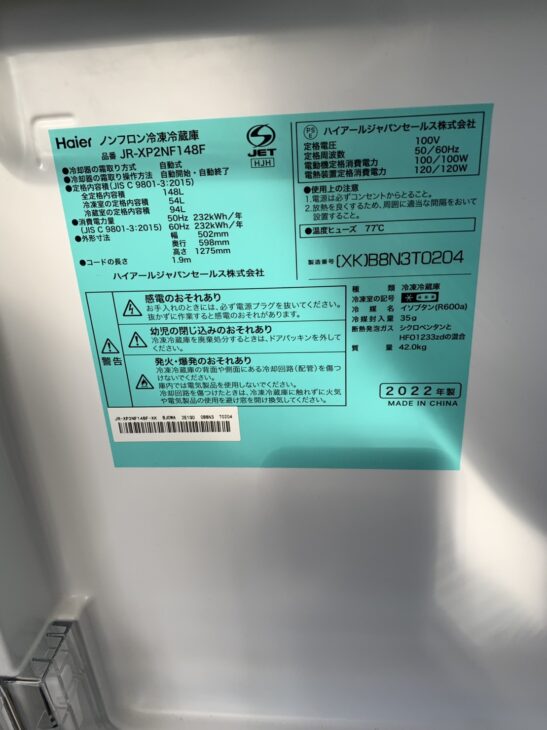 Haier ノンフロン冷凍冷蔵庫
品番 JR-XP2NF148F
JET
HJH
●冷却器の霜取り方式 自動式
●冷却器の霜取り操作方法 自動開始・自動終了
●定格内容積(JIS C 9801-3:2015)
全定格内容積 148L
冷凍室の定格内容積 54L
冷蔵室の定格内容積 94L
●消費電力量 50Hz 232kWh/年
(JIS C 9801-3:2015) 60Hz 232kWh/年
●外形寸法 幅 502mm
奥行 598mm
高さ 1275mm
●コードの長さ 1.9m
ハイアールジャパンセールス株式会社
PS
E
ハイアールジャパンセールス株式会社
定格電圧 100V
定格周波数 50/60Hz
電動機定格消費電力 100/100W
電熱装置定格消費電力 120/120W
●使用上の注意
1.電源は必ずコンセントからとること。
2.放熱を良くするため、周囲に適当な間隔をおいて
設置すること。
●温度ヒューズ 77℃
製造番号 (XK)B8N3T0204
警告
感電のおそれあり
お手入れのときには、必ず電源プラグを抜いてください。
抜かずに作業すると感電のおそれがあります。
幼児の閉じ込めのおそれあり
冷凍冷蔵庫を廃棄処分するときは、ドアパッキンを外して
ください。
発火・爆発のおそれあり
冷凍冷蔵庫の背面や側面にある冷却回路(配管)を傷つ
けないでください。
庫内では電気製品を使用しないでください。
冷却回路を傷つけたときは、冷凍冷蔵庫に触れずに火気
や電気製品の使用を避け窓を開け換気してください。
種類 冷凍冷蔵庫
冷凍室の記号
冷媒名 イソブタン(R600a)
冷媒封入量 35g
断熱発泡ガス シクロペンタンと
HFO1233zdの混合
質量 42.0kg
2022年製
MADE IN CHINA
JR-XP2NF148F-XK